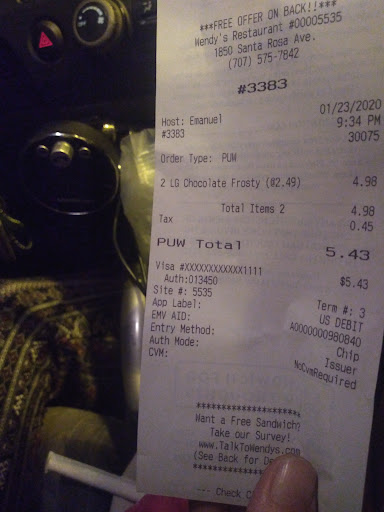 ***FREE OFFER ON BACK!!***
Wendy's Restaurant #00005535
1850 Santa Rosa Ave.
(707) 575-7842
#3383
Host: Emanuel 01/23/2020
#3383 9:34 PM
30075
Order Type: PUW
2 LG Chocolate Frosty (@2.49) 4.98
Total Items 2 4.98
Tax 0.45
PUW Total 5.43
Visa #XXXXXXXXXXXX1111 $5.43
Auth:013450
Site #: 5535 Term #: 3
App Label: US DEBIT
EMV AID: A0000000980840
Entry Method: Chip
Auth Mode: Issuer
CVM: NoCvmRequired
*********************
Want a Free Sandwich?
Take our Survey!
www.TalkToWendys.com
(See Back for
*****************
--- Check